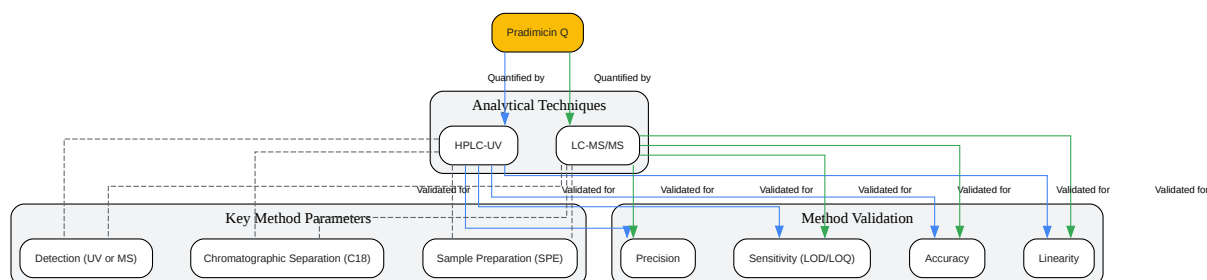 Pradimicin Q
Quantified by
Quantified by
Analytical Techniques
HPLC-UV
LC-MS/MS
Validated for
Validated for
Validated for
Validated for
Validated for
Validated for
Validated for
Validated for
Key Method Parameters
Method Validation
Detection (UV or MS)
Chromatographic Separation (C18)
Sample Preparation (SPE)
Precision
Sensitivity (LOD/LOQ)
Accuracy
Linearity